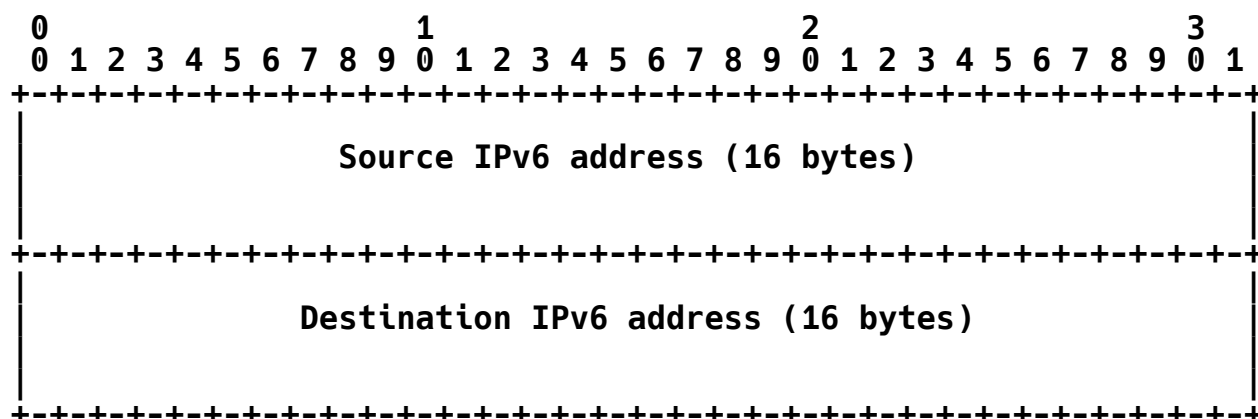 0                   1                   2                   3
0 1 2 3 4 5 6 7 8 9 0 1 2 3 4 5 6 7 8 9 0 1 2 3 4 5 6 7 8 9 0 1
+-+-+-+-+-+-+-+-+-+-+-+-+-+-+-+-+-+-+-+-+-+-+-+-+-+-+-+-+-+-+-+-+
|                                                               |
|                Source IPv6 address (16 bytes)                 |
|                                                               |
|                                                               |
+-+-+-+-+-+-+-+-+-+-+-+-+-+-+-+-+-+-+-+-+-+-+-+-+-+-+-+-+-+-+-+-+
|                                                               |
|              Destination IPv6 address (16 bytes)              |
|                                                               |
|                                                               |
+-+-+-+-+-+-+-+-+-+-+-+-+-+-+-+-+-+-+-+-+-+-+-+-+-+-+-+-+-+-+-+-+